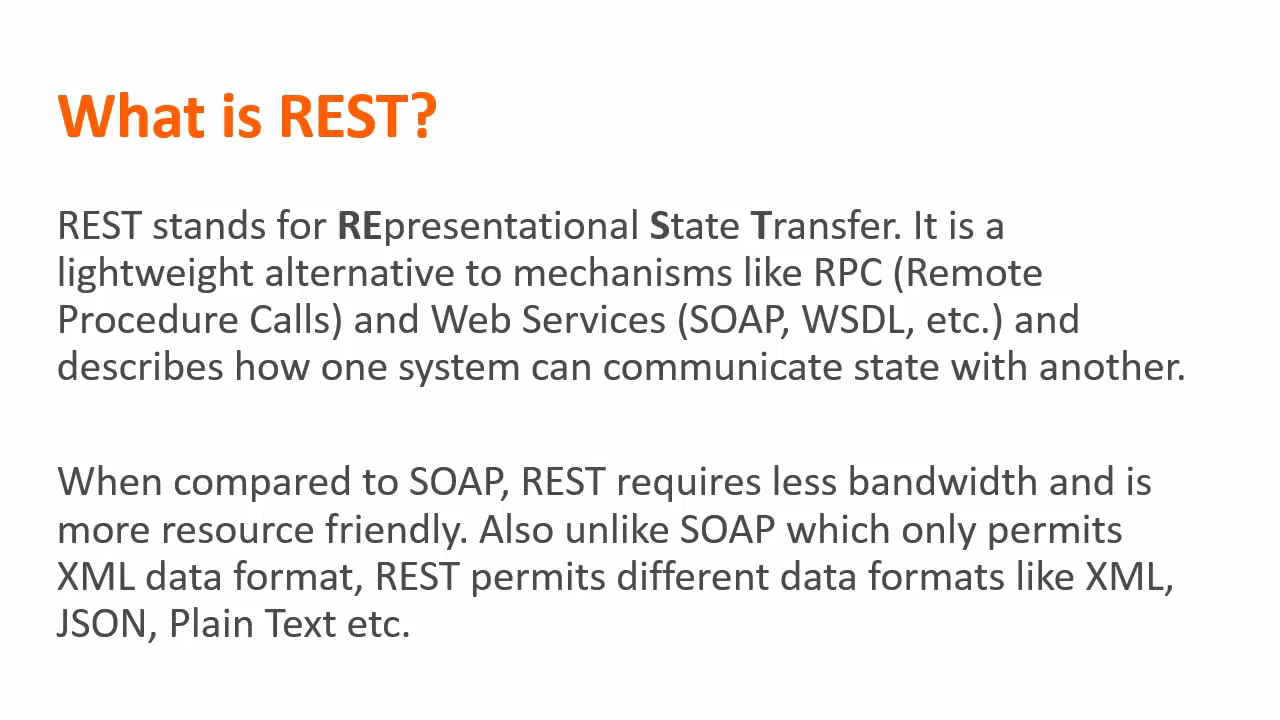 What is REST?
REST stands for REpresentational State Transfer. It is a
lightweight alternative to mechanisms like RPC (Remote
Procedure Calls) and Web Services (SOAP, WSDL, etc.) and
describes how one system can communicate state with another.
When compared to SOAP, REST requires less bandwidth and is
more resource friendly. Also unlike SOAP which only permits
XML data format, REST permits different data formats like XML,
JSON, Plain Text etc.